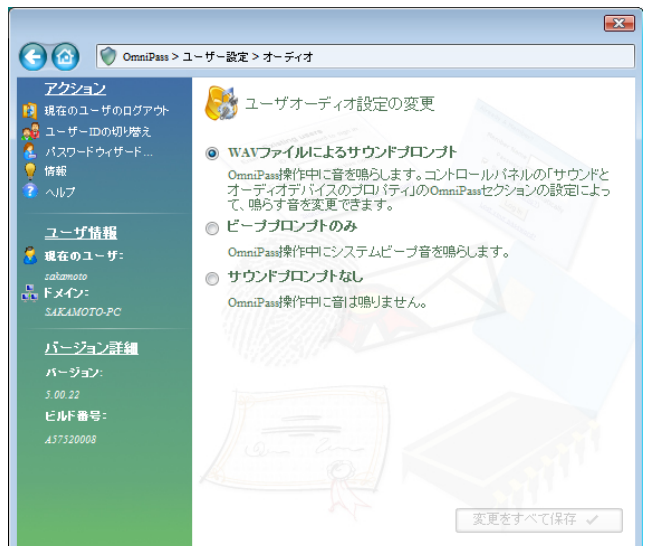 OmniPass > ユーザー設定 > オーディオ
アクション
現在のユーザのログアウト
ユーザーIDの切り替え
パスワードウィザード...
情報
ヘルプ
ユーザ情報
現在のユーザ:
sakamoto
ドメイン:
SAKAMOTO-PC
バージョン詳細
バージョン:
5.00.22
ビルド番号:
A57520008
ユーザオーディオ設定の変更
WAVファイルによるサウンドプロンプト
OmniPass操作中に音を鳴らします。コントロールパネルの「サウンドと
オーディオデバイスのプロパティ」のOmniPassセクションの設定によっ
て、鳴らす音を変更できます。
ビーププロンプトのみ
OmniPass操作中にシステムビープ音を鳴らします。
サウンドプロンプトなし
OmniPass操作中に音は鳴りません。
変更をすべて保存